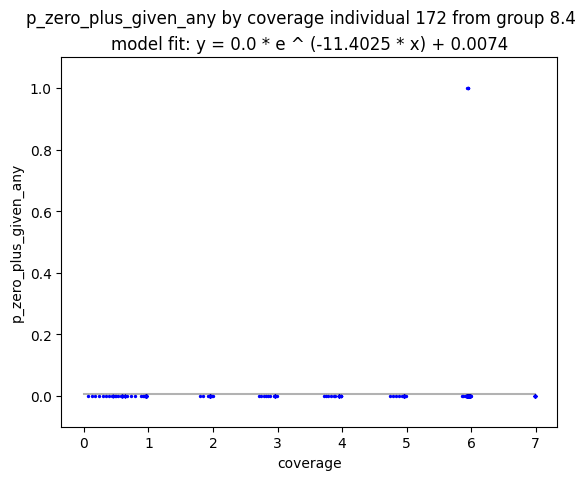 p_zero_plus_given_any by coverage individual 172 from group 8.4
model fit: y = 0.0 * e ^ (-11.4025 * x) + 0.0074
1.0
0.8
0.6
0.4
0.2
0.0
p_zero_plus_given_any
0 1 2 3 4 5 6 7
coverage